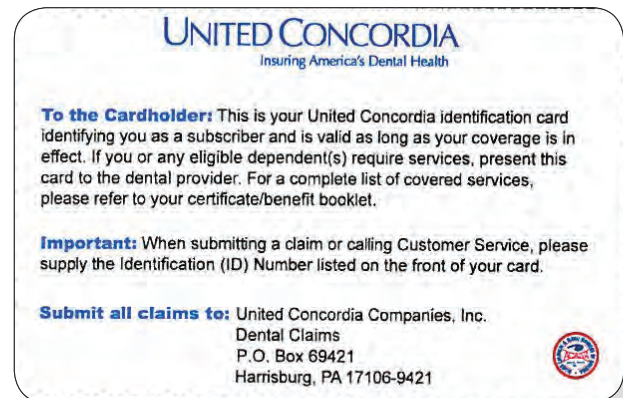 UNITED CONCORDIA
Insuring America's Dental Health
To the Cardholder: This is your United Concordia identification card
identifying you as a subscriber and is valid as long as your coverage is in
effect. If you or any eligible dependent(s) require services, present this
card to the dental provider. For a complete list of covered services,
please refer to your certificate/benefit booklet.
Important: When submitting a claim or calling Customer Service, please
supply the Identification (ID) Number listed on the front of your card.
Submit all claims to: United Concordia Companies, Inc.
Dental Claims
P.O. Box 69421
Harrisburg, PA 17106-9421